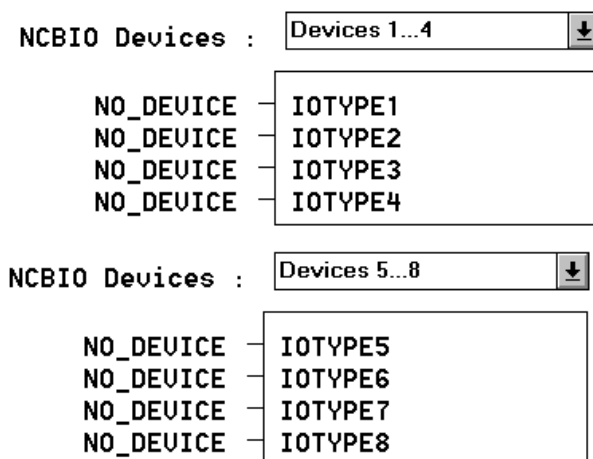 NCBIO Devices : Devices 1...4
NO_DEVICE IOTYPE1
NO_DEVICE IOTYPE2
NO_DEVICE IOTYPE3
NO_DEVICE IOTYPE4
NCBIO Devices : Devices 5...8
NO_DEVICE IOTYPE5
NO_DEVICE IOTYPE6
NO_DEVICE IOTYPE7
NO_DEVICE IOTYPE8